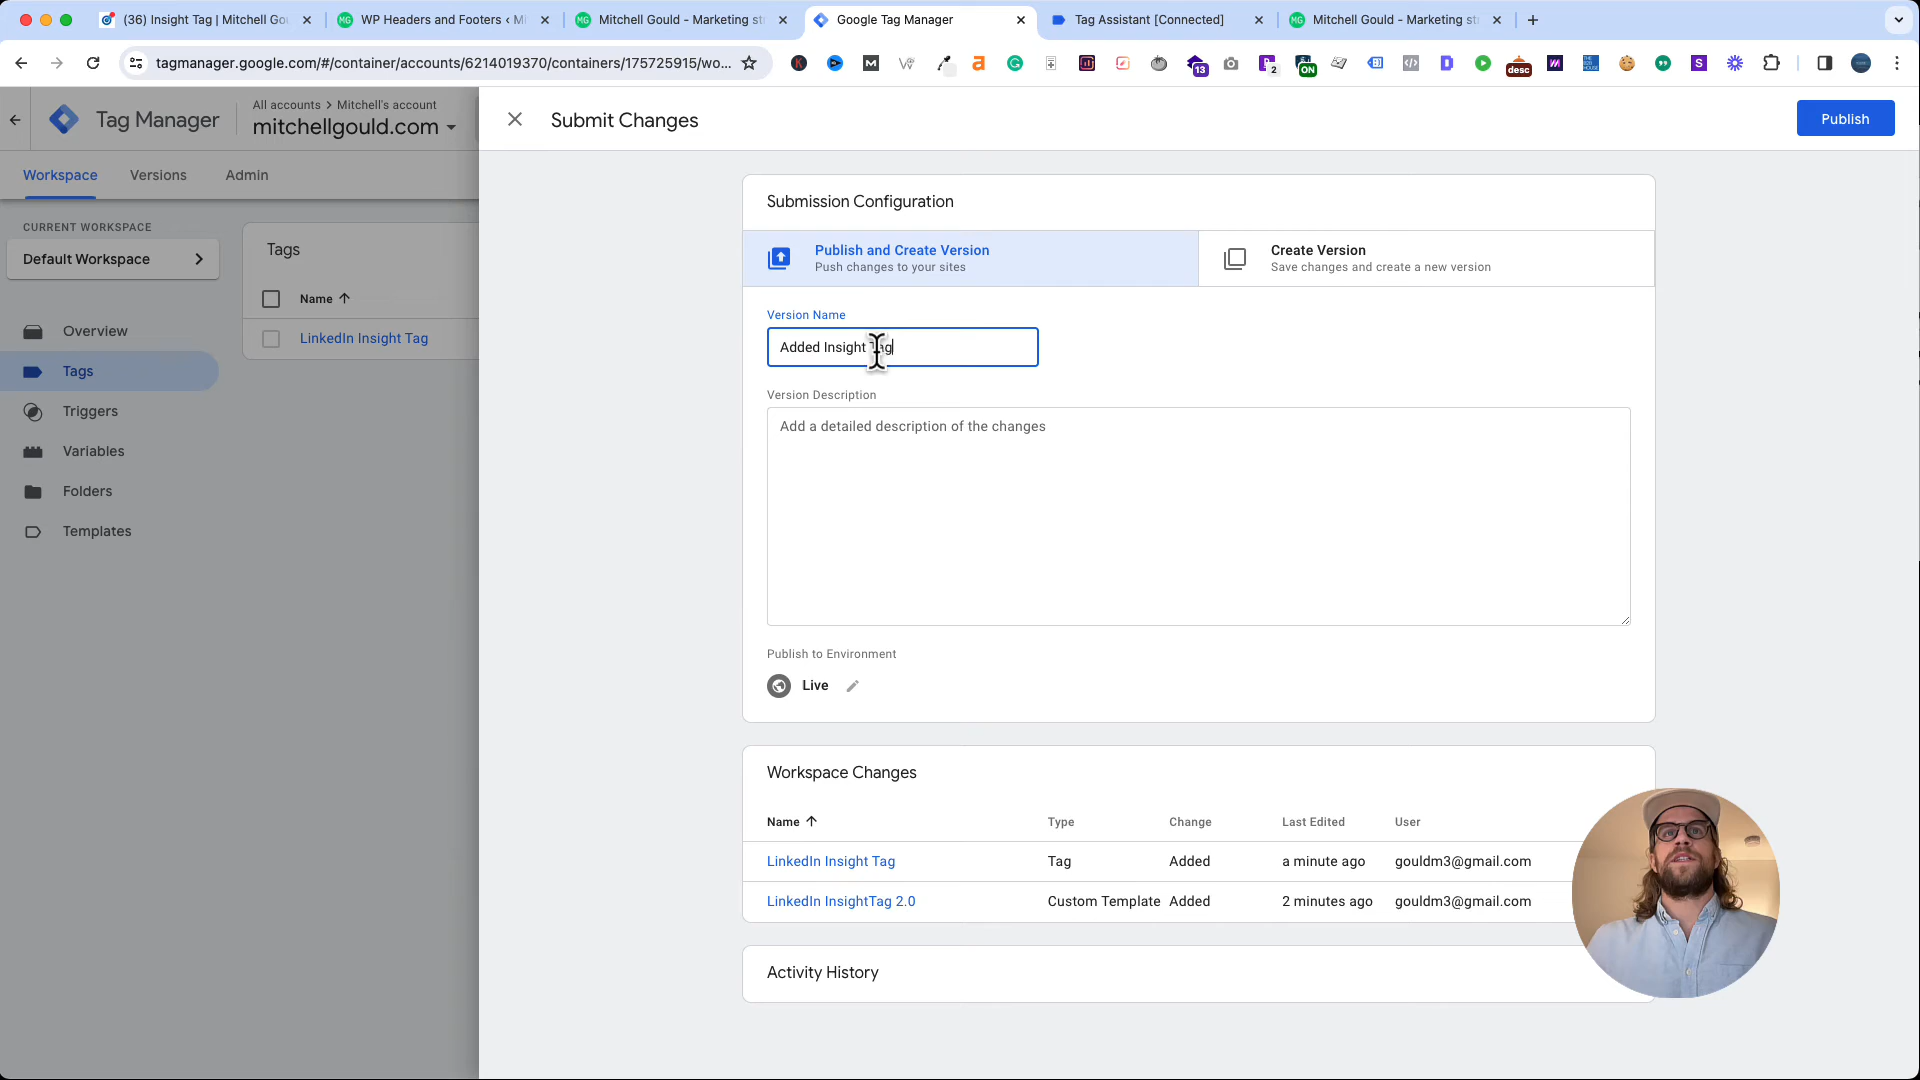 (36) Insight Tag | Mitchell Go
WP Headers and Footers ‹ Mi
Mitchell Gould - Marketing st
Google Tag Manager
Tag Assistant [Connected]
Mitchell Gould - Marketing st
tagmanager.google.com/#/container/accounts/6214019370/containers/175725915/wo...
13
2
ON
desc
Tag Manager
All accounts > Mitchell's account
mitchellgould.com
Submit Changes
Publish
Workspace
Versions
Admin
CURRENT WORKSPACE
Default Workspace
Overview
Tags
Triggers
Variables
Folders
Templates
Tags
Name
LinkedIn Insight Tag
Submission Configuration
Publish and Create Version
Push changes to your sites
Create Version
Save changes and create a new version
Version Name
Added Insight Tag
Version Description
Add a detailed description of the changes
Publish to Environment
Live
Workspace Changes
Name Type Change Last Edited User
LinkedIn Insight Tag Tag Added a minute ago gouldm3@gmail.com
LinkedIn InsightTag 2.0 Custom Template Added 2 minutes ago gouldm3@gmail.com
Activity History